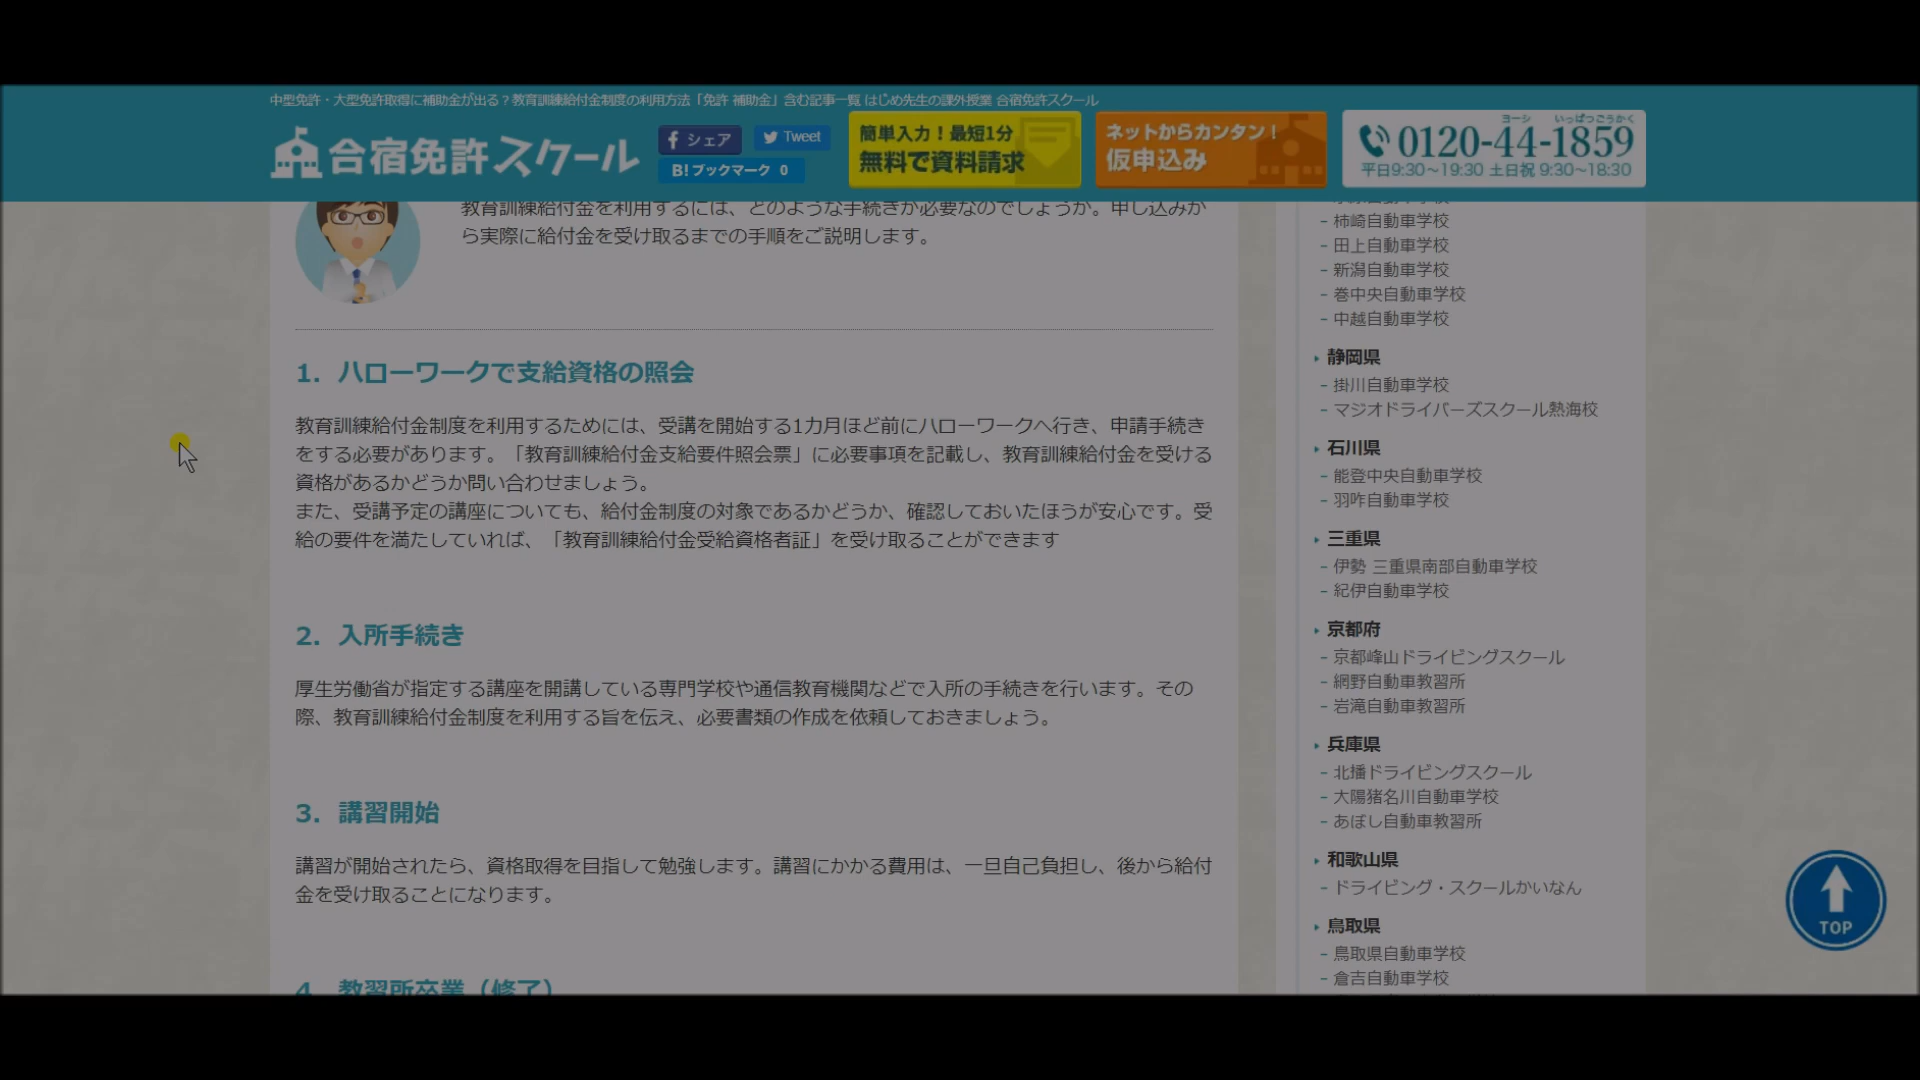 中型免許・大型免許取得に補助金が出る？教育訓練給付金制度の利用方法「免許 補助金」含む記事一覧 はじめ先生の課外授業 合宿免許スクール
合宿免許スクール
シェア
Tweet
B! ブックマーク 0
簡単入力！最短1分
無料で資料請求
ネットからカンタン！
仮申込み
ヨーシ いっぱつごうかく
0120-44-1859
平日9:30～19:30 土日祝 9:30～18:30
教育訓練給付金を利用するには、どのような手続きが必要なのでしょうか。申し込みか
ら実際に給付金を受け取るまでの手順をご説明します。
1. ハローワークで支給資格の照会
教育訓練給付金制度を利用するためには、受講を開始する1カ月ほど前にハローワークへ行き、申請手続き
をする必要があります。「教育訓練給付金支給要件照会票」に必要事項を記載し、教育訓練給付金を受ける
資格があるかどうか問い合わせましょう。
また、受講予定の講座についても、給付金制度の対象であるかどうか、確認しておいたほうが安心です。受
給の要件を満たしていれば、「教育訓練給付金受給資格者証」を受け取ることができます
2. 入所手続き
厚生労働省が指定する講座を開講している専門学校や通信教育機関などで入所の手続きを行います。その
際、教育訓練給付金制度を利用する旨を伝え、必要書類の作成を依頼しておきましょう。
3. 講習開始
講習が開始されたら、資格取得を目指して勉強します。講習にかかる費用は、一旦自己負担し、後から給付
金を受け取ることになります。
4. 教習所卒業（修了）
- 柿崎自動車学校
- 田上自動車学校
- 新潟自動車学校
- 巻中央自動車学校
- 中越自動車学校
静岡県
- 掛川自動車学校
- マジオドライバーズスクール熱海校
石川県
- 能登中央自動車学校
- 羽咋自動車学校
三重県
- 伊勢 三重県南部自動車学校
- 紀伊自動車学校
京都府
- 京都峰山ドライビングスクール
- 網野自動車教習所
- 岩滝自動車教習所
兵庫県
- 北播ドライビングスクール
- 大陽猪名川自動車学校
- あぼし自動車教習所
和歌山県
- ドライビング・スクールかいなん
鳥取県
- 鳥取県自動車学校
- 倉吉自動車学校
TOP